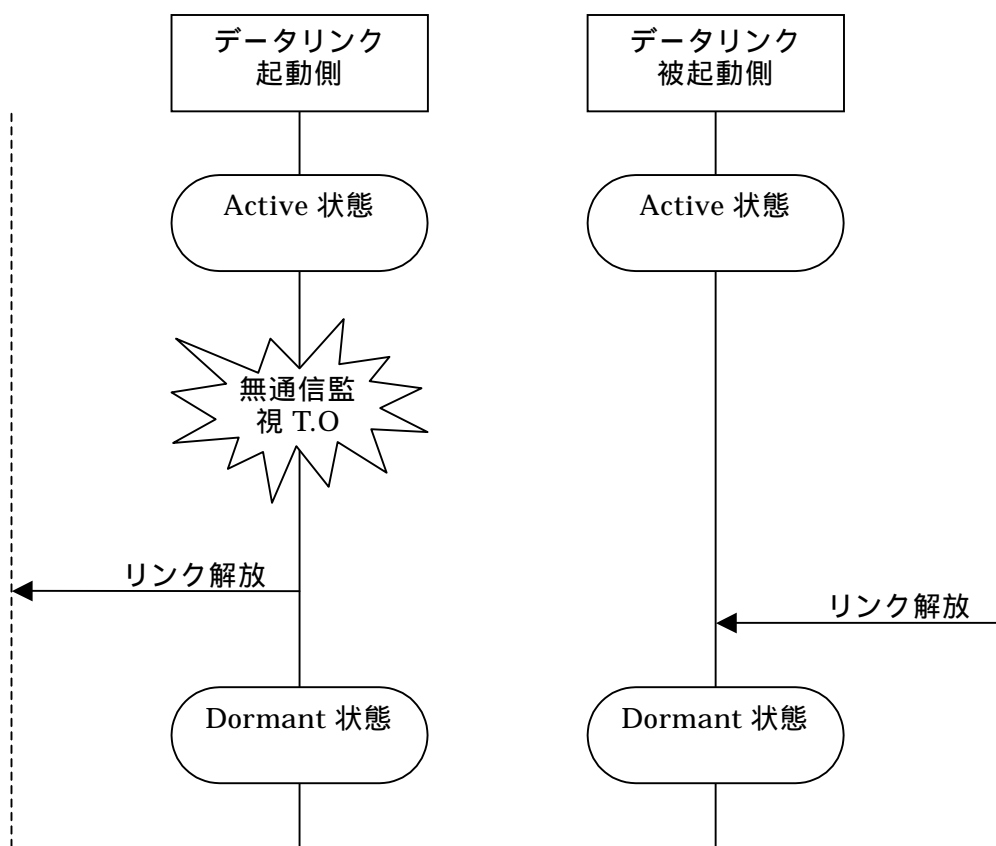 データリンク
起動側
データリンク
被起動側
Active 状態
Active 状態
無通信監
視 T.O
リンク解放
リンク解放
Dormant 状態
Dormant 状態